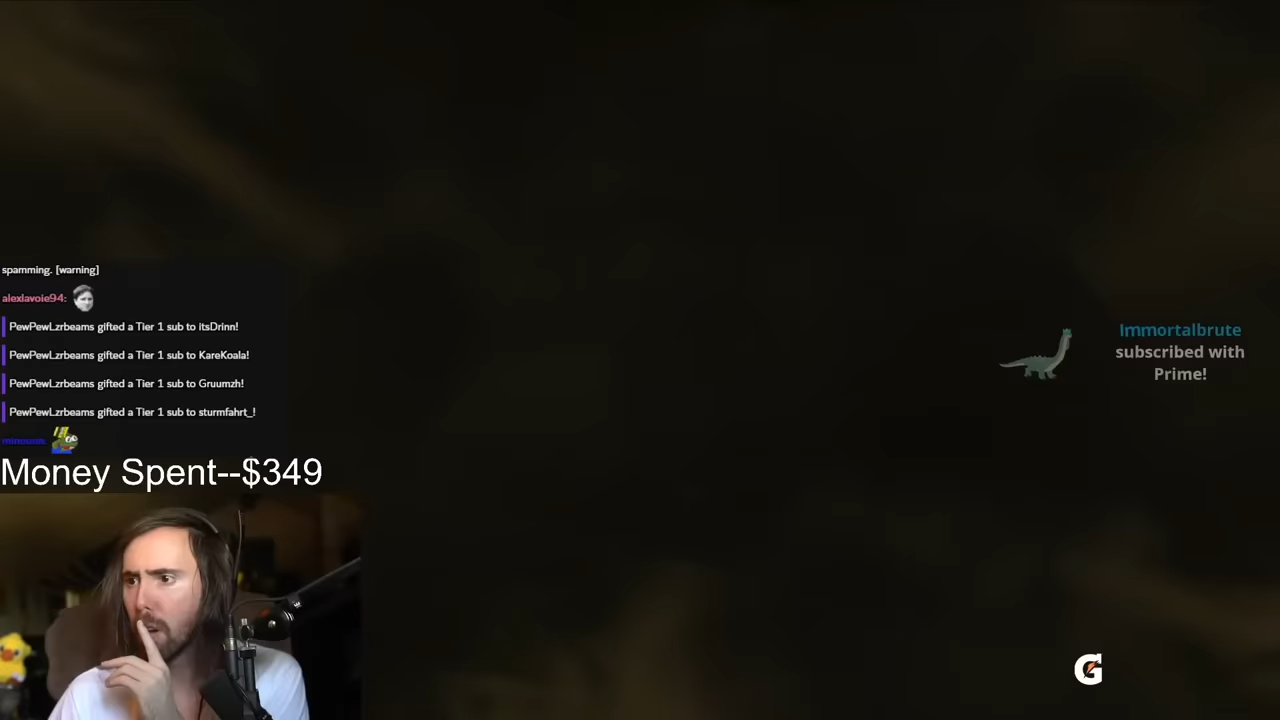 spamming. [warning]
alexlavoie94:
PewPewLzrbeams gifted a Tier 1 sub to itsDrinn!
PewPewLzrbeams gifted a Tier 1 sub to KareKoala!
PewPewLzrbeams gifted a Tier 1 sub to Gruumzh!
PewPewLzrbeams gifted a Tier 1 sub to sturmfahrt_!
Money Spent--$349
Immortalbrute
subscribed with
Prime!
G